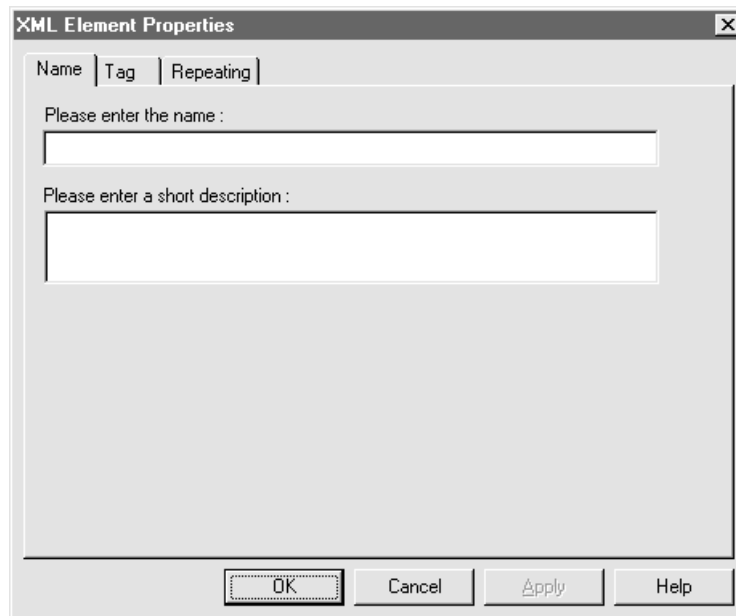 XML Element Properties
Name Tag Repeating
Please enter the name :
Please enter a short description :
OK Cancel Apply Help